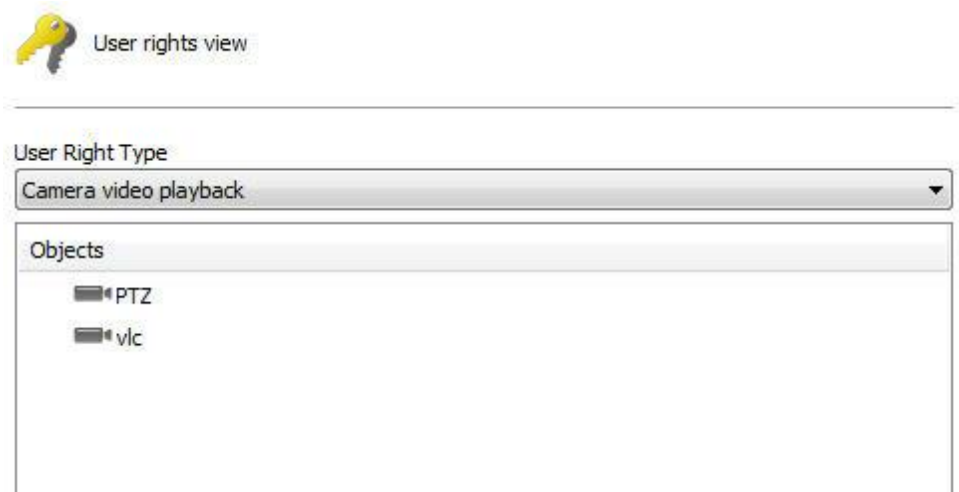 User rights view
User Right Type
Camera video playback
Objects
PTZ
vlc